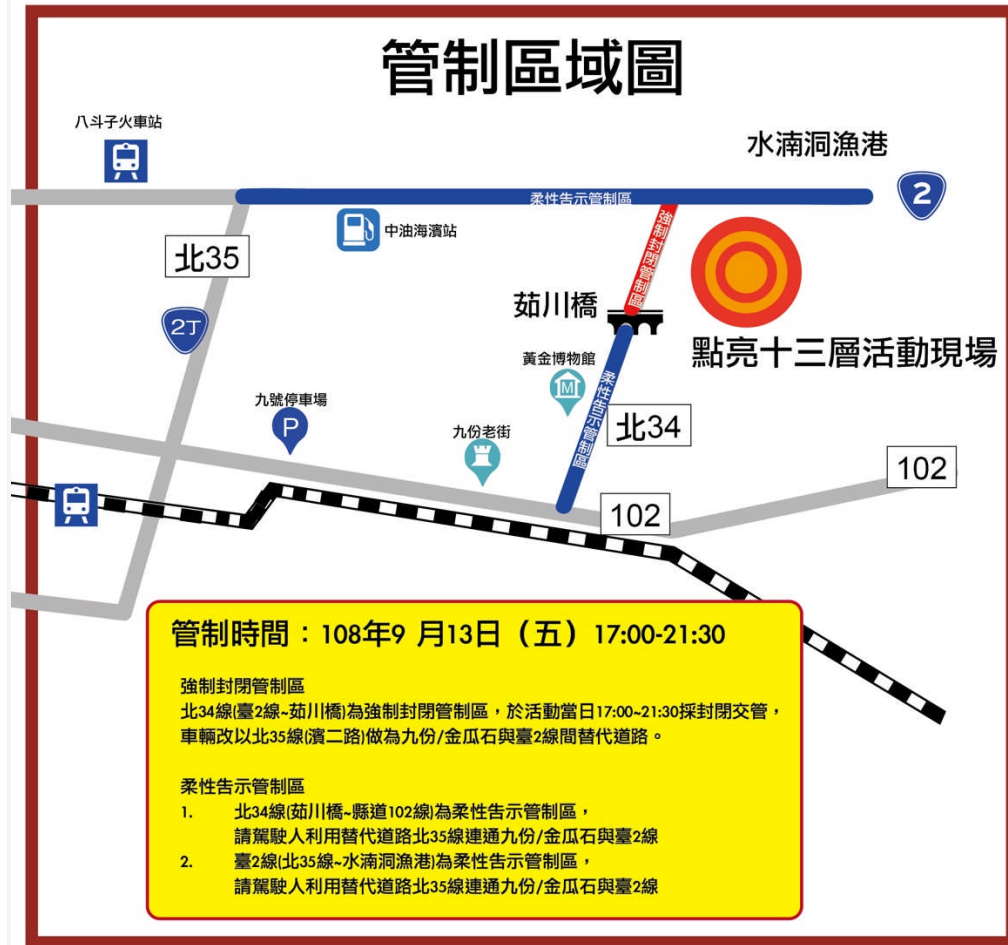 管制區域圖
八斗子火車站
水湳洞漁港
柔性告示管制區
2
中油海濱站
北35
強制封閉管制區
2丁
茹川橋
點亮十三層活動現場
黃金博物館
M
柔性告示管制區
九號停車場
P
北34
九份老街
102
102
管制時間：108年9 月13日（五）17:00-21:30
強制封閉管制區
北34線(臺2線~茹川橋)為強制封閉管制區，於活動當日17:00~21:30採封閉交管，
車輛改以北35線(濱二路)做為九份/金瓜石與臺2線間替代道路。
柔性告示管制區
1. 北34線(茹川橋~縣道102線)為柔性告示管制區，
請駕駛人利用替代道路北35線連通九份/金瓜石與臺2線
2. 臺2線(北35線~水湳洞漁港)為柔性告示管制區，
請駕駛人利用替代道路北35線連通九份/金瓜石與臺2線